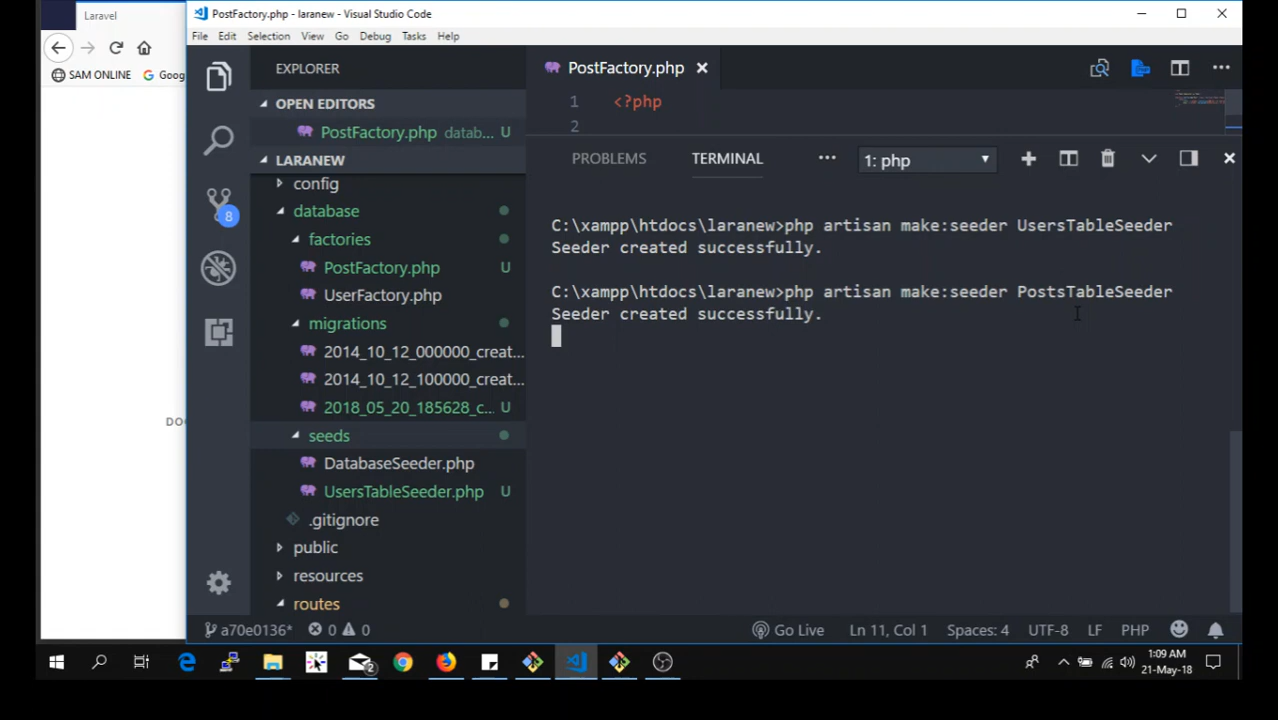 Laravel
PostFactory.php - laranew - Visual Studio Code
File Edit Selection View Go Debug Tasks Help
SAM ONLINE Goog
EXPLORER
PostFactory.php
OPEN EDITORS
1 <?php
PostFactory.php datab... U
2
LARANEW
PROBLEMS TERMINAL ... 1: php
config
database
factories
PostFactory.php U
UserFactory.php
migrations
2014_10_12_000000_creat...
2014_10_12_100000_creat...
2018_05_20_185628_c... U
seeds
DatabaseSeeder.php
UsersTableSeeder.php U
.gitignore
public
resources
routes
C:\xampp\htdocs\laranew>php artisan make:seeder UsersTableSeeder
Seeder created successfully.
C:\xampp\htdocs\laranew>php artisan make:seeder PostsTableSeeder
Seeder created successfully.
8
DOC
a70e0136* 0 0 Go Live Ln 11, Col 1 Spaces: 4 UTF-8 LF PHP
2
1:09 AM
21-May-18